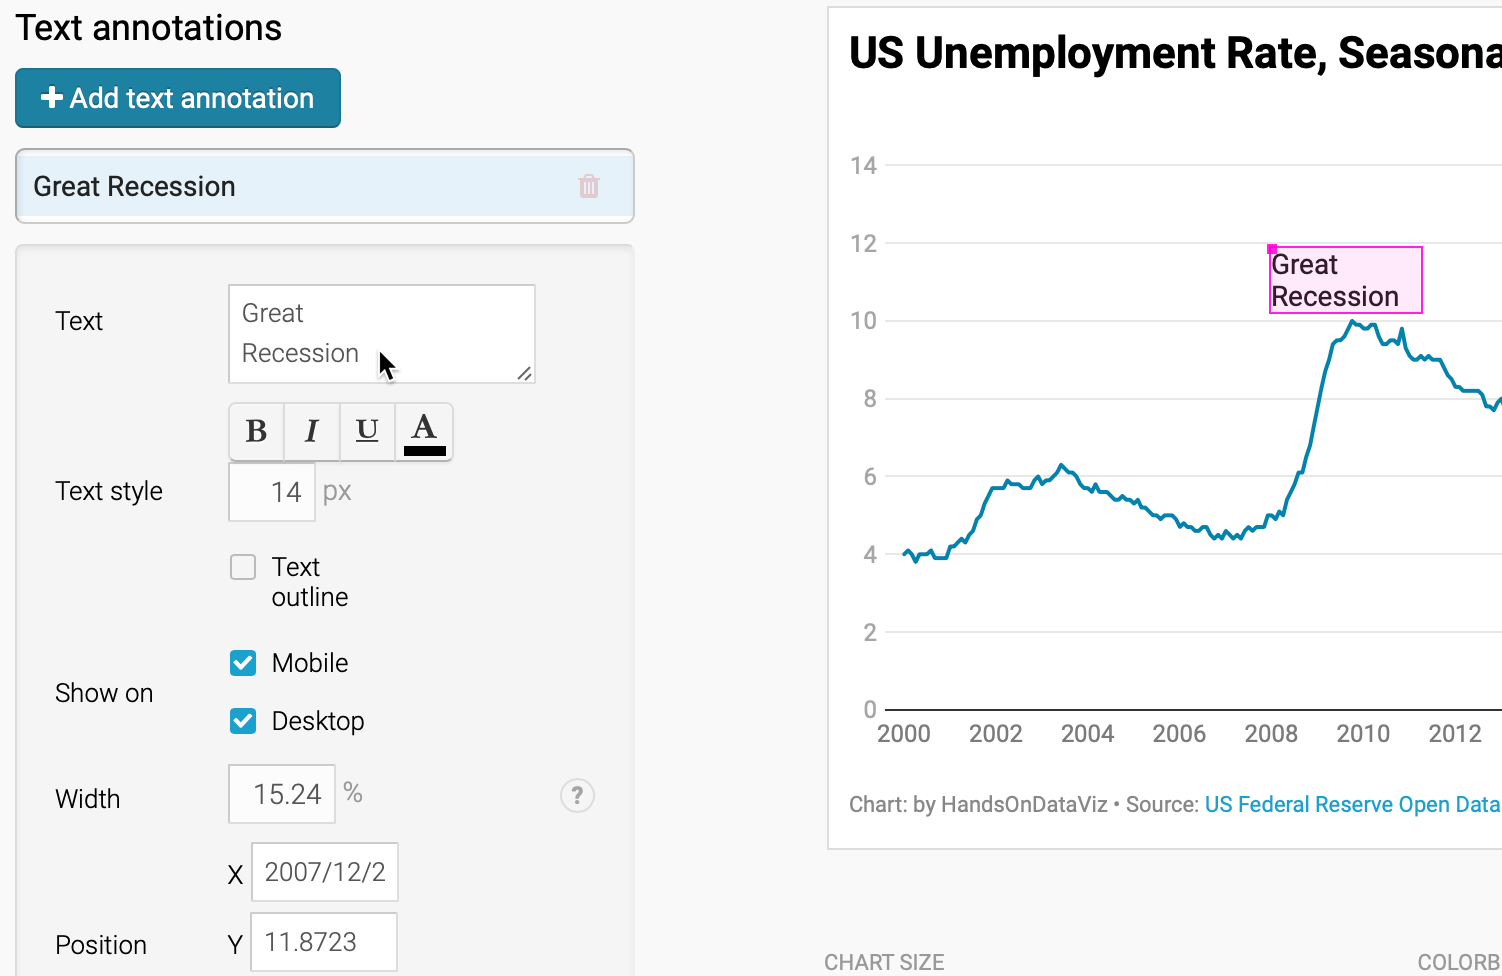 Text annotations
Add text annotation
Great Recession
Text
Great
Recession
B I U A
Text style
14 px
Text
outline
Show on
Mobile
Desktop
Width
15.24 %
?
X 2007/12/2
Position
Y 11.8723
US Unemployment Rate, Seasona
14
12
10
8
6
4
2
0
Great
Recession
2000 2002 2004 2006 2008 2010 2012
Chart: by HandsOnDataViz • Source: US Federal Reserve Open Data
CHART SIZE
COLORB